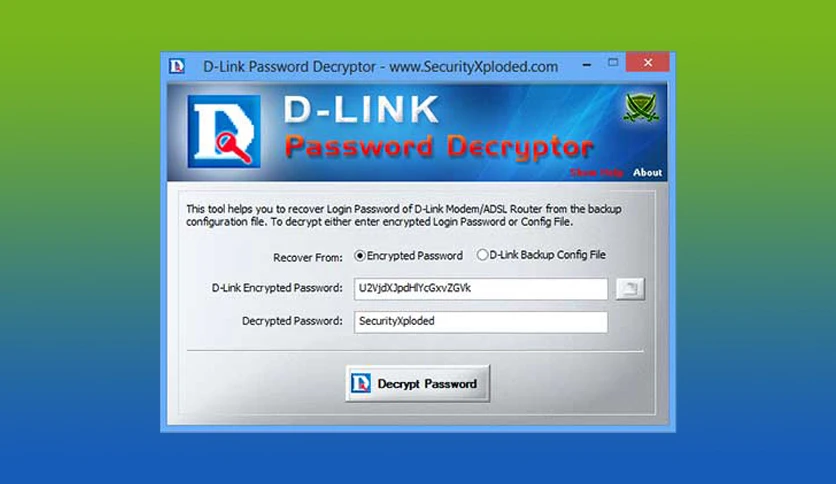 D-Link Password Decryptor - www.SecurityXploded.com
D-LINK
Password Decryptor
Show Help About
This tool helps you to recover Login Password of D-Link Modem/ADSL Router from the backup
configuration file. To decrypt either enter encrypted Login Password or Config File.
Recover From: Encrypted Password D-Link Backup Config File
D-Link Encrypted Password: U2VjdXJpdHlYcGxvZGVk
Decrypted Password: SecurityXploded
Decrypt Password